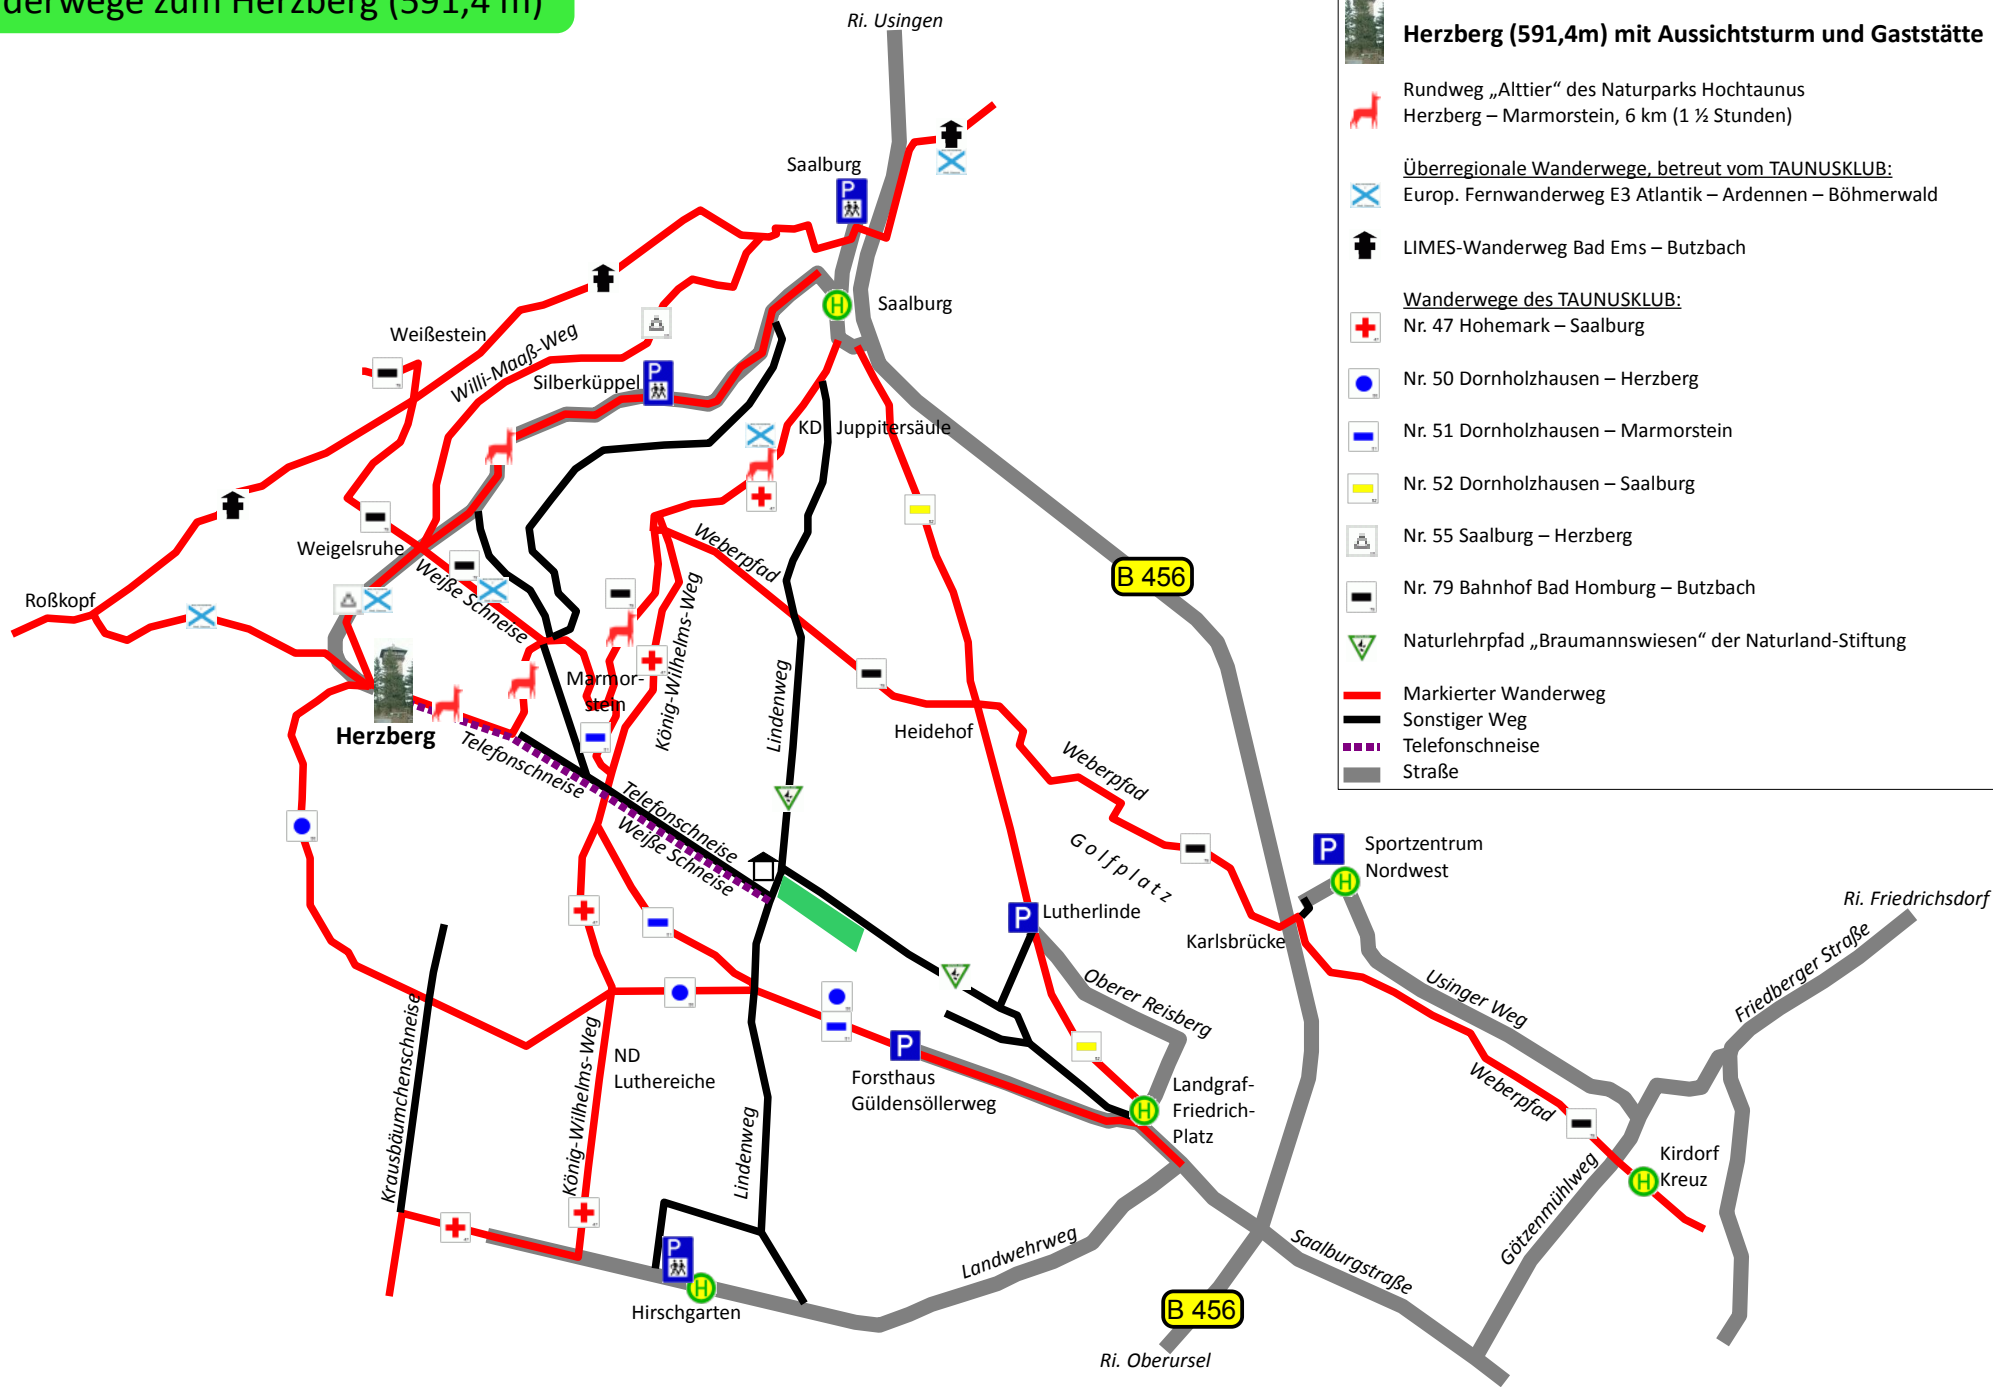 derwege zum Herzberg (591,4 m)
Ri. Usingen
Saalburg
Saalburg
Weißestein
Willi-Maaß-Weg
Silberküppel
KD Juppitersäule
Weigelsruhe
Weiße Schneise
Weberpfad
B 456
Roßkopf
König-Wilhelms-Weg
Lindenweg
Marmor-
stein
Herzberg
Telefonschneise
Telefonschneise
Weiße Schneise
Heidehof
Weberpfad
Golfplatz
Sportzentrum
Nordwest
Lutherlinde
Karlsbrücke
Ri. Friedrichsdorf
Friedberger Straße
Usinger Weg
Oberer Reisberg
Krausbäumchenschneise
König-Wilhelms-Weg
ND
Luthereiche
Forsthaus
Güldensöllerweg
Landgraf-
Friedrich-
Platz
Weberpfad
Lindenweg
Kirdorf
Kreuz
Götzenmühlweg
Landwehrweg
Saalburgstraße
Hirschgarten
B 456
Ri. Oberursel
P
P
P
P
P
P
H
H
H
H
H
Herzberg (591,4m) mit Aussichtsturm und Gaststätte
Rundweg „Alttier“ des Naturparks Hochtaunus
Herzberg – Marmorstein, 6 km (1 ½ Stunden)
Überregionale Wanderwege, betreut vom TAUNUSKLUB:
Europ. Fernwanderweg E3 Atlantik – Ardennen – Böhmerwald
LIMES-Wanderweg Bad Ems – Butzbach
Wanderwege des TAUNUSKLUB:
Nr. 47 Hohemark – Saalburg
Nr. 50 Dornholzhausen – Herzberg
Nr. 51 Dornholzhausen – Marmorstein
Nr. 52 Dornholzhausen – Saalburg
Nr. 55 Saalburg – Herzberg
Nr. 79 Bahnhof Bad Homburg – Butzbach
Naturlehrpfad „Braumannswiesen“ der Naturland-Stiftung
Markierter Wanderweg
Sonstiger Weg
Telefonschneise
Straße